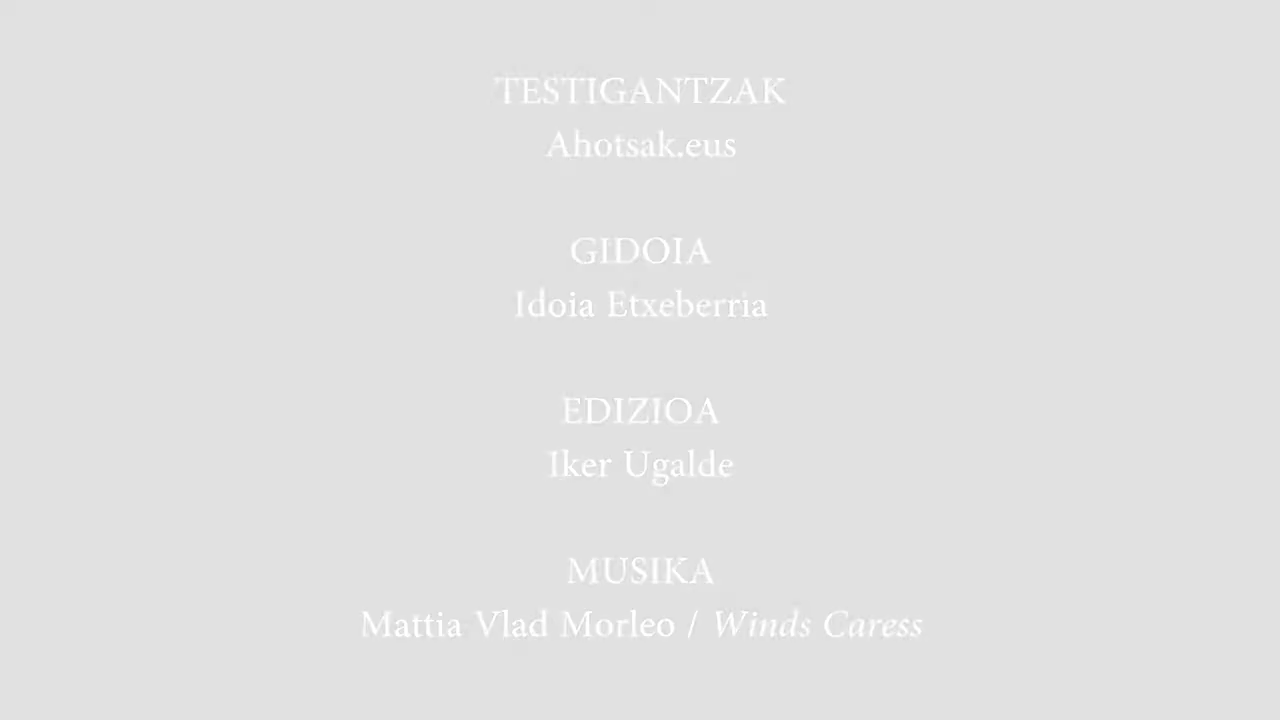 TESTIGANTZAK
Ahotsak.eus
GIDOIA
Idoia Etxeberria
EDIZIOA
Iker Ugalde
MUSIKA
Mattia Vlad Morleo / Winds Caress